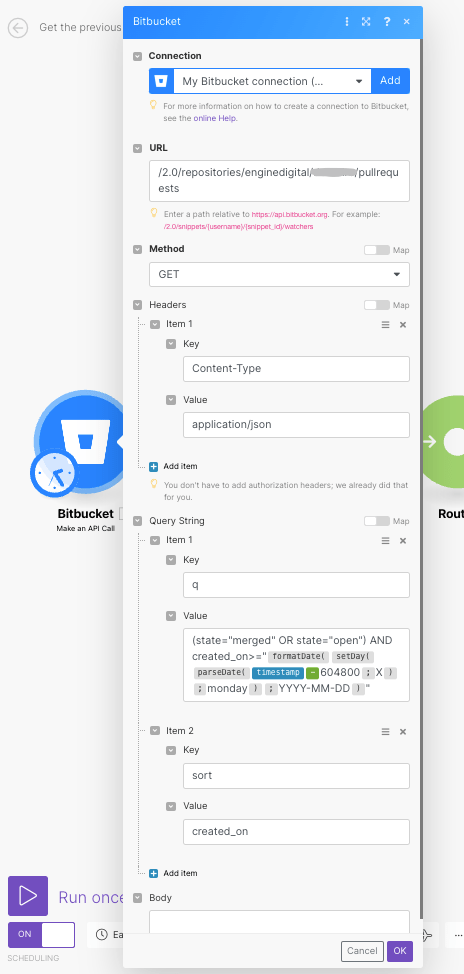 Bitbucket
Get the previous
Connection
My Bitbucket connection (...
Add
For more information on how to create a connection to Bitbucket,
see the online Help.
URL
/2.0/repositories/enginedigital/ /pullrequ
ests
Enter a path relative to https://api.bitbucket.org. For example:
/2.0/snippets/{username}/{snippet_id}/watchers
Method
Map
GET
Headers
Map
Item 1
Key
Content-Type
Value
application/json
Add item
You don't have to add authorization headers; we already did that
for you.
Bitbucket
Make an API Call
Rout
Query String
Map
Item 1
Key
q
Value
(state="merged" OR state="open") AND
created_on>=" formatDate( setDay(
parseDate( timestamp - 604800 ; X )
; monday ) ; YYYY-MM-DD ) "
Item 2
Key
sort
Value
created_on
Add item
Body
Run once
ON
Ea
SCHEDULING
Cancel
OK